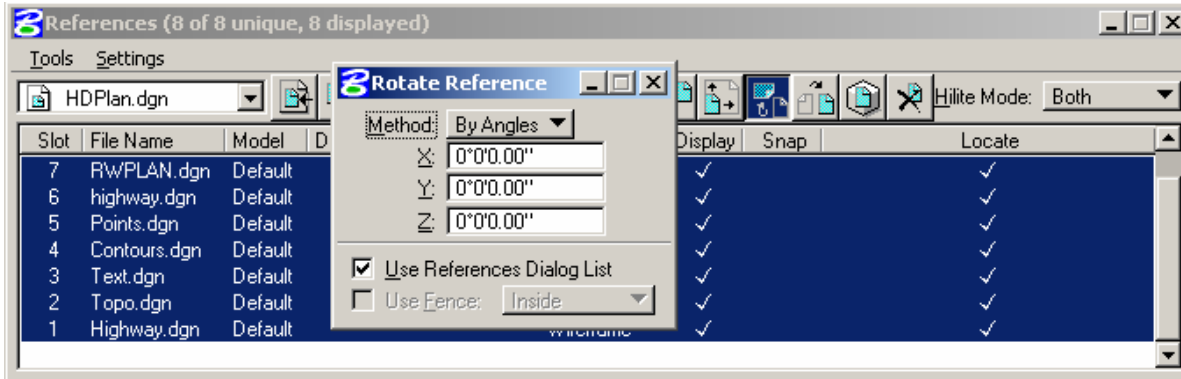 References (8 of 8 unique, 8 displayed)
Tools Settings
HDPlan.dgn
Hilite Mode: Both
Rotate Reference
Method: By Angles
X: 0°0'0.00"
Y: 0°0'0.00"
Z: 0°0'0.00"
Use References Dialog List
Use Fence: Inside
Slot File Name Model D Display Snap Locate
7 RWPLAN.dgn Default
6 highway.dgn Default
5 Points.dgn Default
4 Contours.dgn Default
3 Text.dgn Default
2 Topo.dgn Default
1 Highway.dgn Default Wireframe